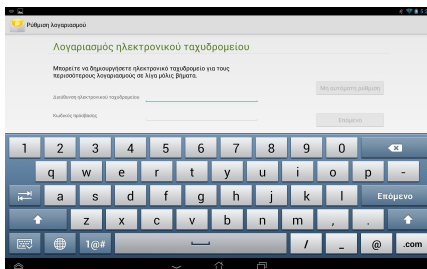 Ρύθμιση λογαριασμού
Λογαριασμός ηλεκτρονικού ταχυδρομείου
Μπορείτε να δημιουργήσετε ηλεκτρονικό ταχυδρομείο για τους
περισσότερους λογαριασμούς σε λίγα μόλις βήματα.
Διεύθυνση ηλεκτρονικού ταχυδρομείου
Μη αυτόματη ρύθμιση
Κωδικός πρόσβασης
Επόμενο
1 2 3 4 5 6 7 8 9 0
q w e r t y u i o p -
a s d f g h j k l Επόμενο
z x c v b n m , .
1@# / _ @ .com